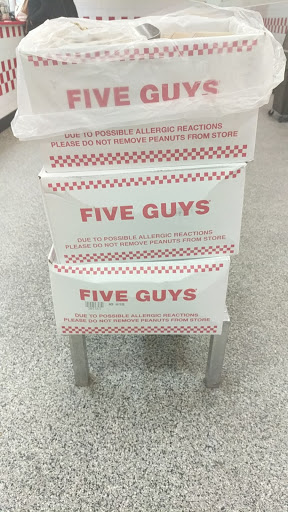 FIVE GUYS
DUE TO POSSIBLE ALLERGIC REACTIONS
PLEASE DO NOT REMOVE PEANUTS FROM STORE
FIVE GUYS
DUE TO POSSIBLE ALLERGIC REACTIONS
PLEASE DO NOT REMOVE PEANUTS FROM STORE
FIVE GUYS
DUE TO POSSIBLE ALLERGIC REACTIONS
PLEASE DO NOT REMOVE PEANUTS FROM STORE